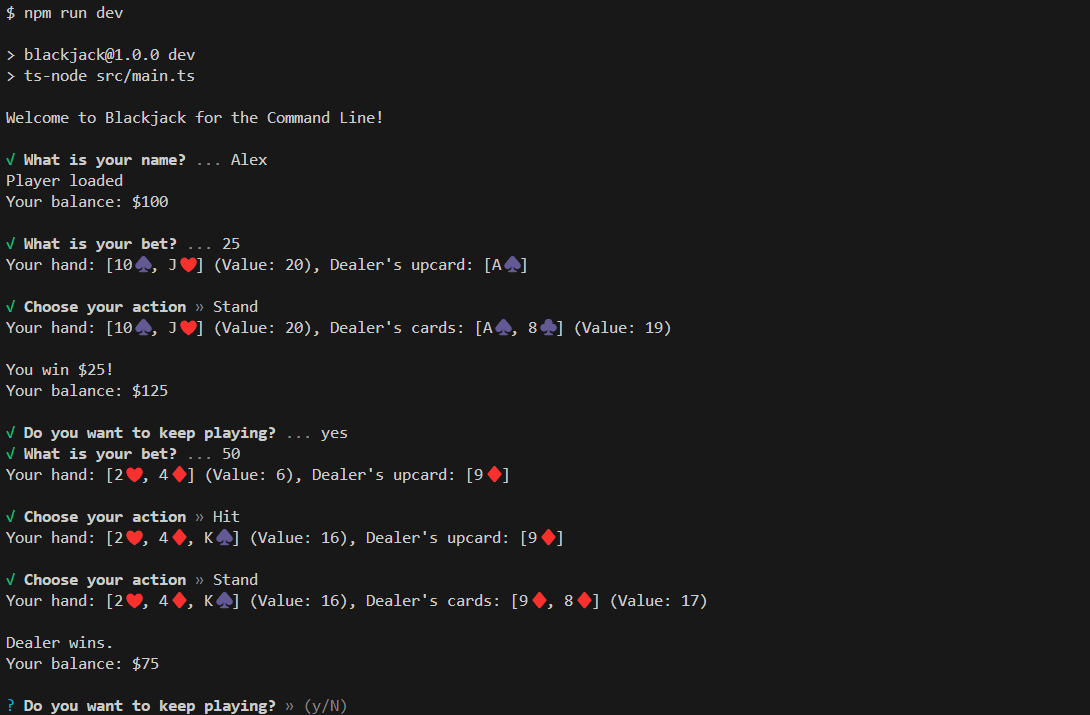 $ npm run dev
> blackjack@1.0.0 dev
> ts-node src/main.ts
Welcome to Blackjack for the Command Line!
√ What is your name? ... Alex
Player loaded
Your balance: $100
√ What is your bet? ... 25
Your hand: [10♠, J♥] (Value: 20), Dealer's upcard: [A♠]
√ Choose your action » Stand
Your hand: [10♠, J♥] (Value: 20), Dealer's cards: [A♠, 8♣] (Value: 19)
You win $25!
Your balance: $125
√ Do you want to keep playing? ... yes
√ What is your bet? ... 50
Your hand: [2♥, 4♦] (Value: 6), Dealer's upcard: [9♦]
√ Choose your action » Hit
Your hand: [2♥, 4♦, K♠] (Value: 16), Dealer's upcard: [9♦]
√ Choose your action » Stand
Your hand: [2♥, 4♦, K♠] (Value: 16), Dealer's cards: [9♦, 8♦] (Value: 17)
Dealer wins.
Your balance: $75
? Do you want to keep playing? » (y/N)